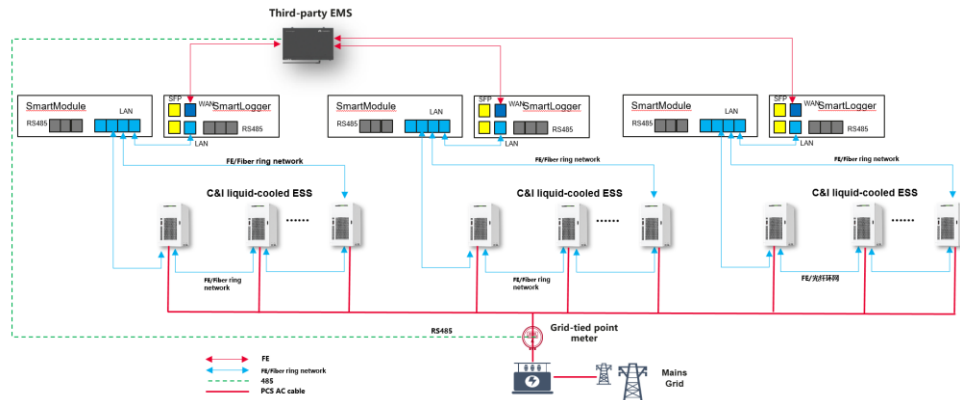 Third-party EMS
SmartModule
LAN
RS485
SFP
WAN
SmartLogger
RS485
LAN
SmartModule
LAN
RS485
SFP
WAN
SmartLogger
RS485
LAN
SmartModule
LAN
RS485
SFP
WAN
SmartLogger
RS485
LAN
FE/Fiber ring network
FE/Fiber ring network
FE/Fiber ring network
C&I liquid-cooled ESS
C&I liquid-cooled ESS
C&I liquid-cooled ESS
......
......
......
FE/Fiber ring
network
FE/Fiber ring
network
FE/光纤环网
RS485
Grid-tied point
meter
FE
FE/Fiber ring network
485
PCS AC cable
Mains
Grid